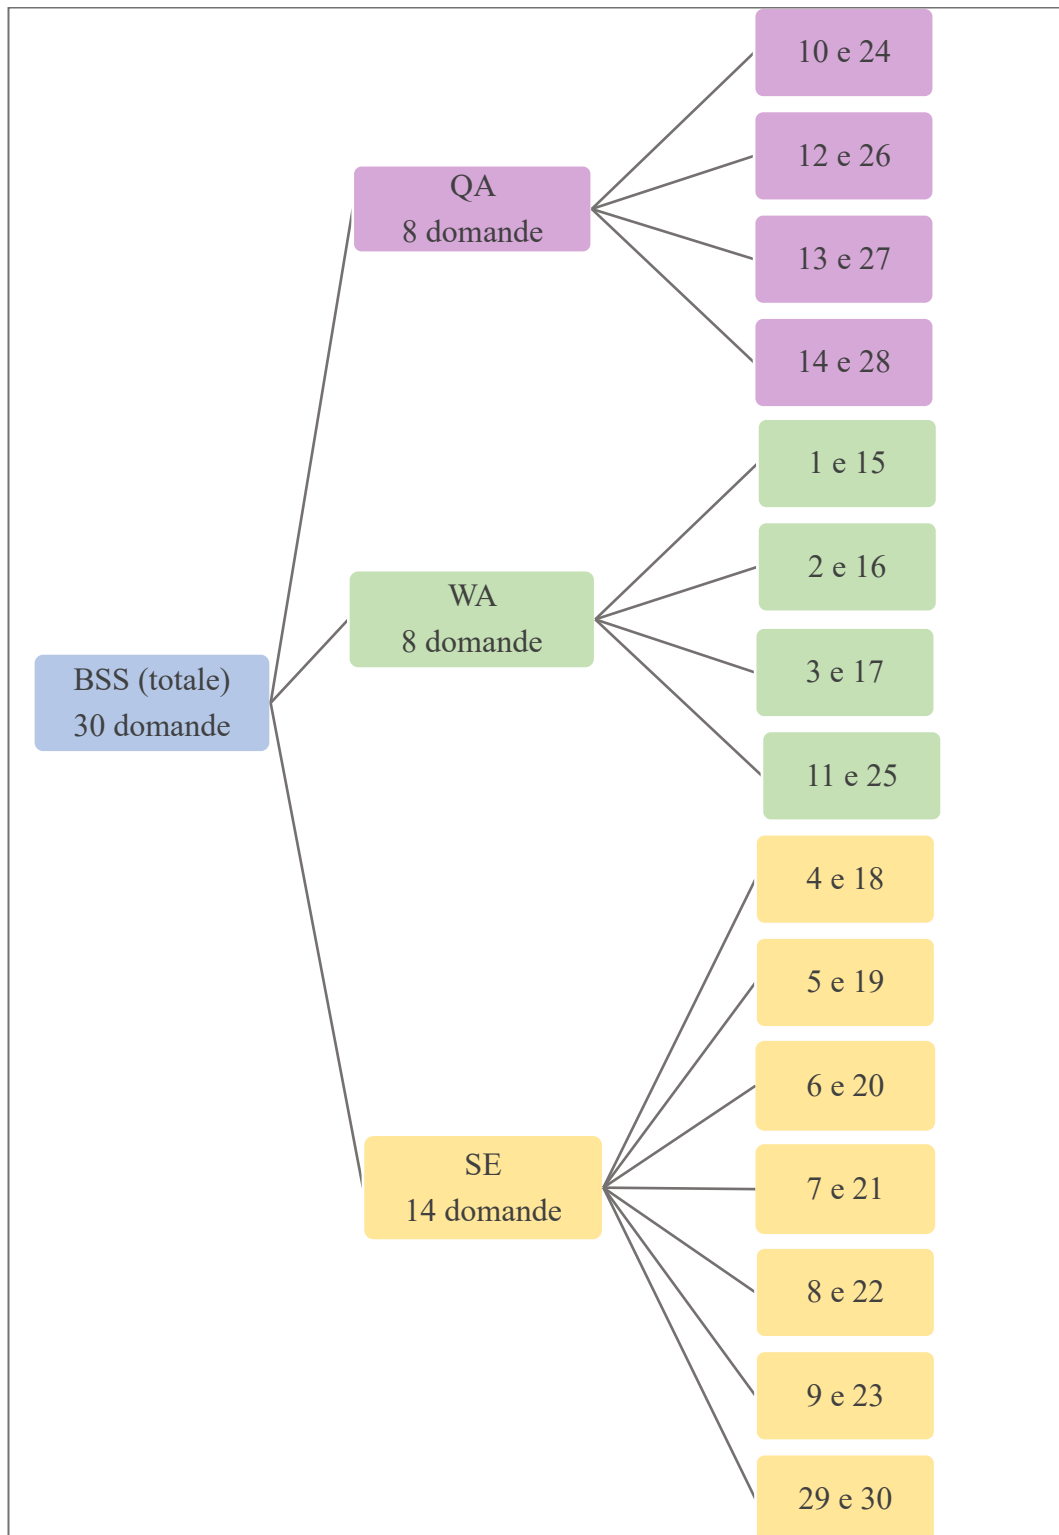 BSS (totale)
30 domande
QA
8 domande
10 e 24
12 e 26
13 e 27
14 e 28
WA
8 domande
1 e 15
2 e 16
3 e 17
11 e 25
SE
14 domande
4 e 18
5 e 19
6 e 20
7 e 21
8 e 22
9 e 23
29 e 30